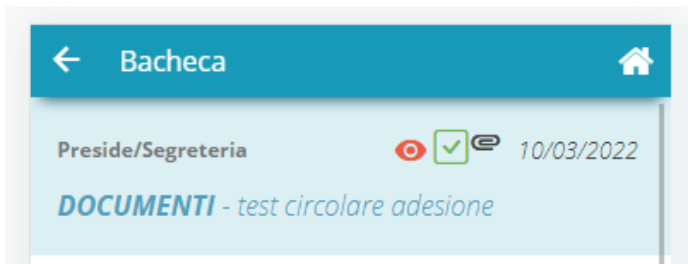 Bacheca
Preside/Segreteria 10/03/2022
DOCUMENTI - test circolare adesione